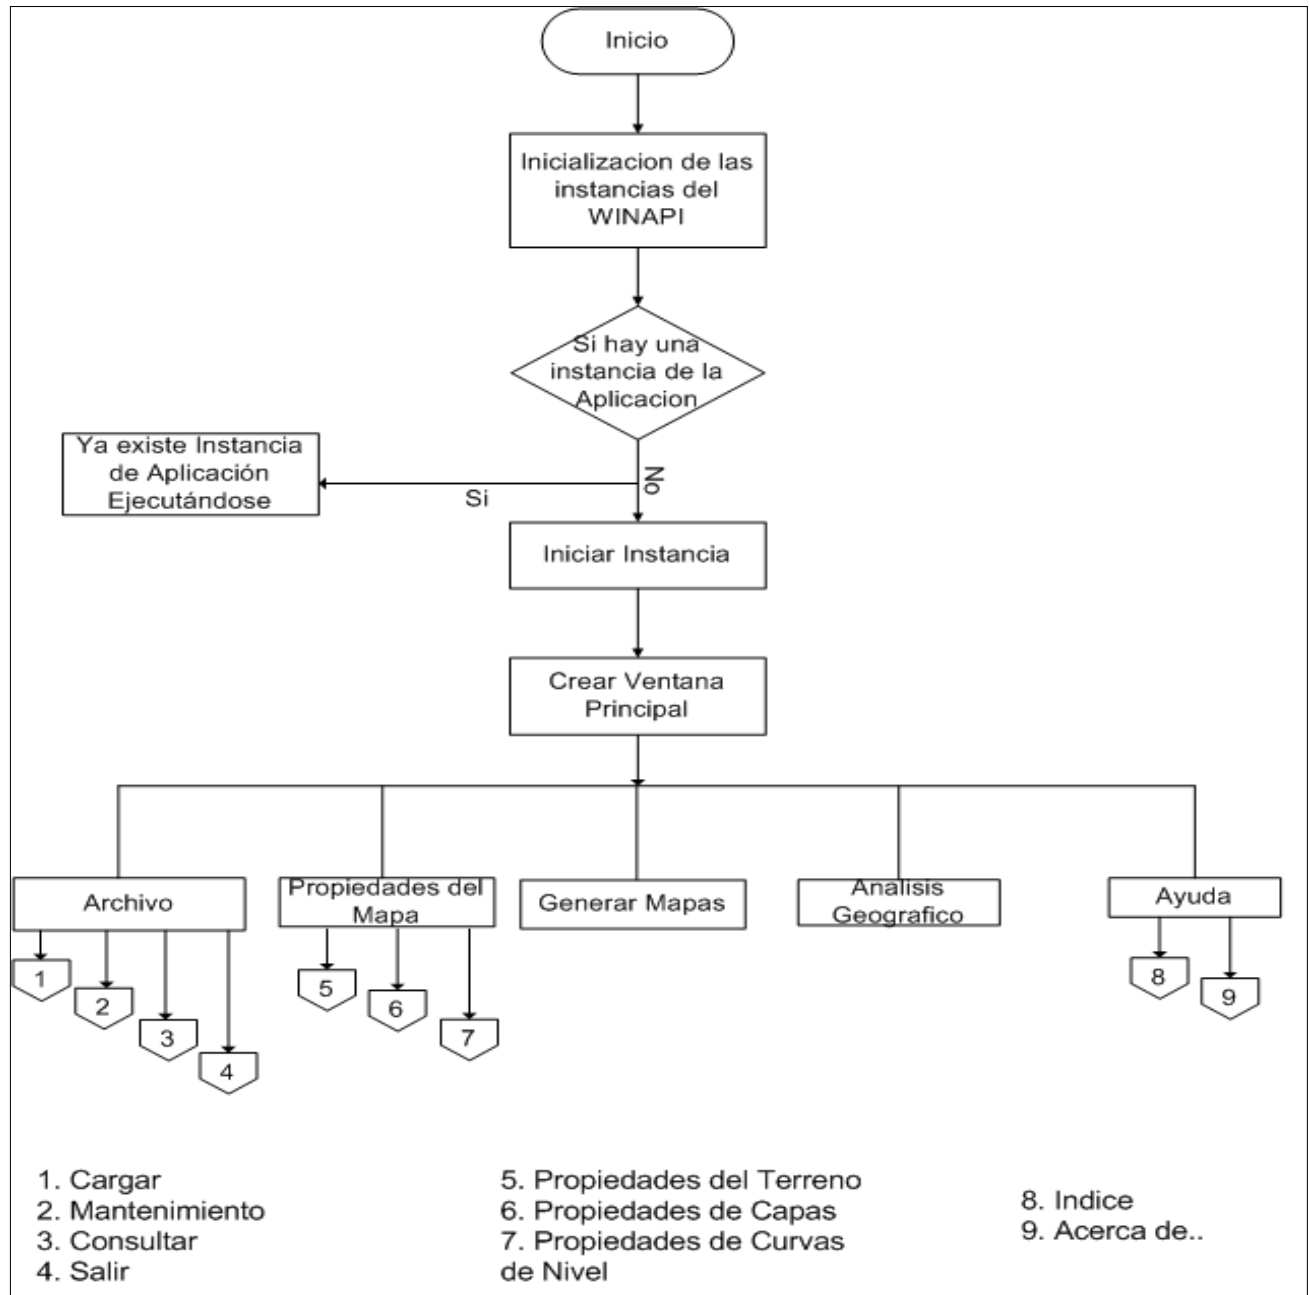 Inicio
Inicializacion de las
instancias del
WINAPI
Si hay una
instancia de la
Aplicacion
Ya existe Instancia
de Aplicación
Ejecutándose
Si
No
Iniciar Instancia
Crear Ventana
Principal
Archivo
Propiedades del
Mapa
Generar Mapas
Analisis
Geografico
Ayuda
1
2
3
4
5
6
7
8
9
1. Cargar
2. Mantenimiento
3. Consultar
4. Salir
5. Propiedades del Terreno
6. Propiedades de Capas
7. Propiedades de Curvas
de Nivel
8. Indice
9. Acerca de..